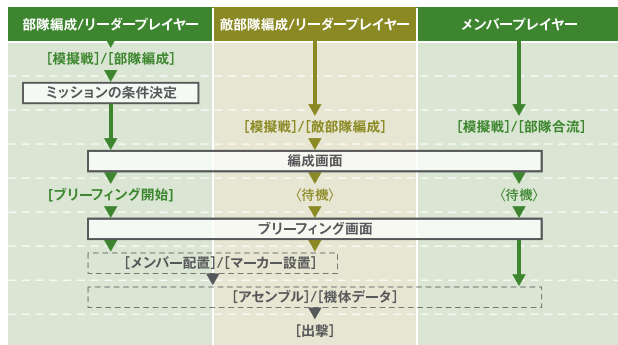 部隊編成/リーダープレイヤー
敵部隊編成/リーダープレイヤー
メンバープレイヤー
[模擬戦]/[部隊編成]
ミッションの条件決定
[模擬戦]/[敵部隊編成]
[模擬戦]/[部隊合流]
編成画面
[ブリーフィング開始]
〈待機〉
〈待機〉
ブリーフィング画面
[メンバー配置]/[マーカー設置]
[アセンブル]/[機体データ]
[出撃]